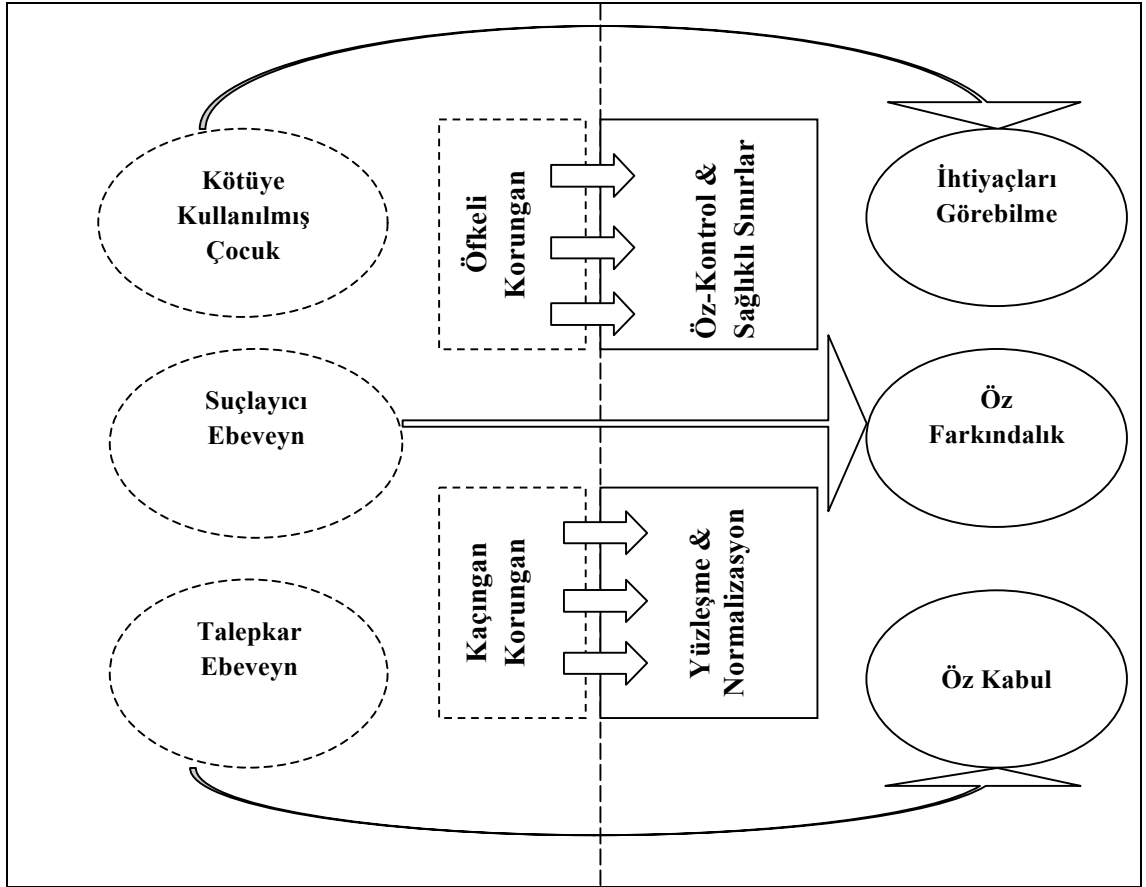 Kötüye
Kullanılmış
Çocuk
Öfkeli
Korungan
Öz-Kontrol &
Sağlıklı Sınırlar
İhtiyaçları
Görebilme
Suçlayıcı
Ebeveyn
Öz
Farkındalık
Kaçıngan
Korungan
Yüzleşme &
Normalizasyon
Talepkar
Ebeveyn
Öz Kabul